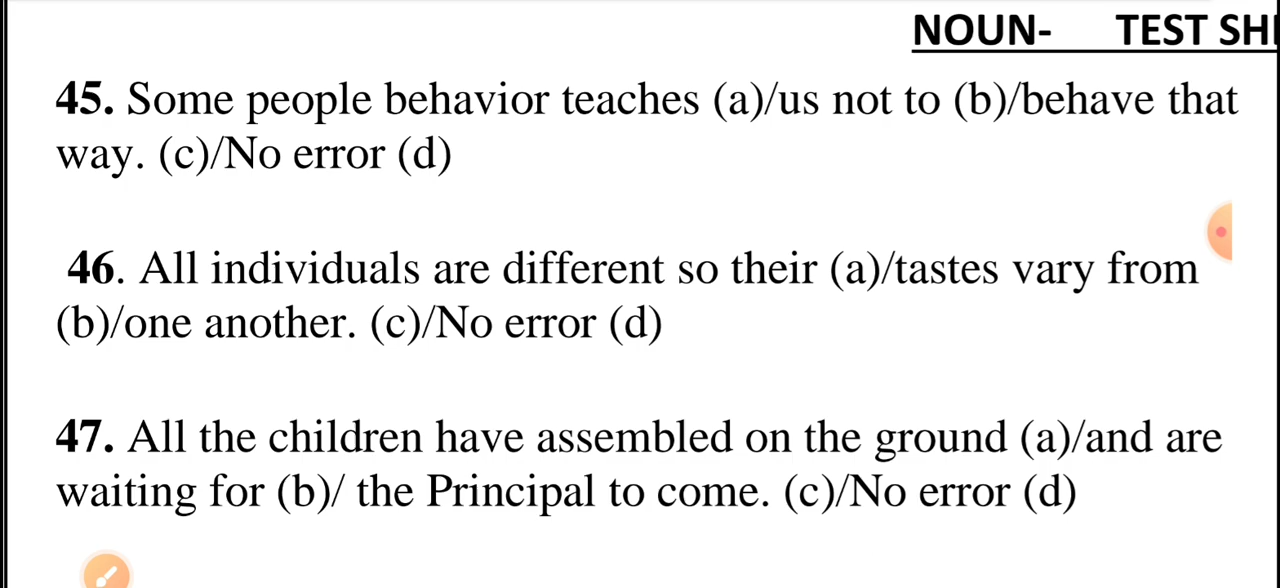 NOUN- TEST
45. Some people behavior teaches (a)/us not to (b)/behave that
way. (c)/No error (d)
46. All individuals are different so their (a)/tastes vary from
(b)/one another. (c)/No error (d)
47. All the children have assembled on the ground (a)/and are
waiting for (b)/ the Principal to come. (c)/No error (d)